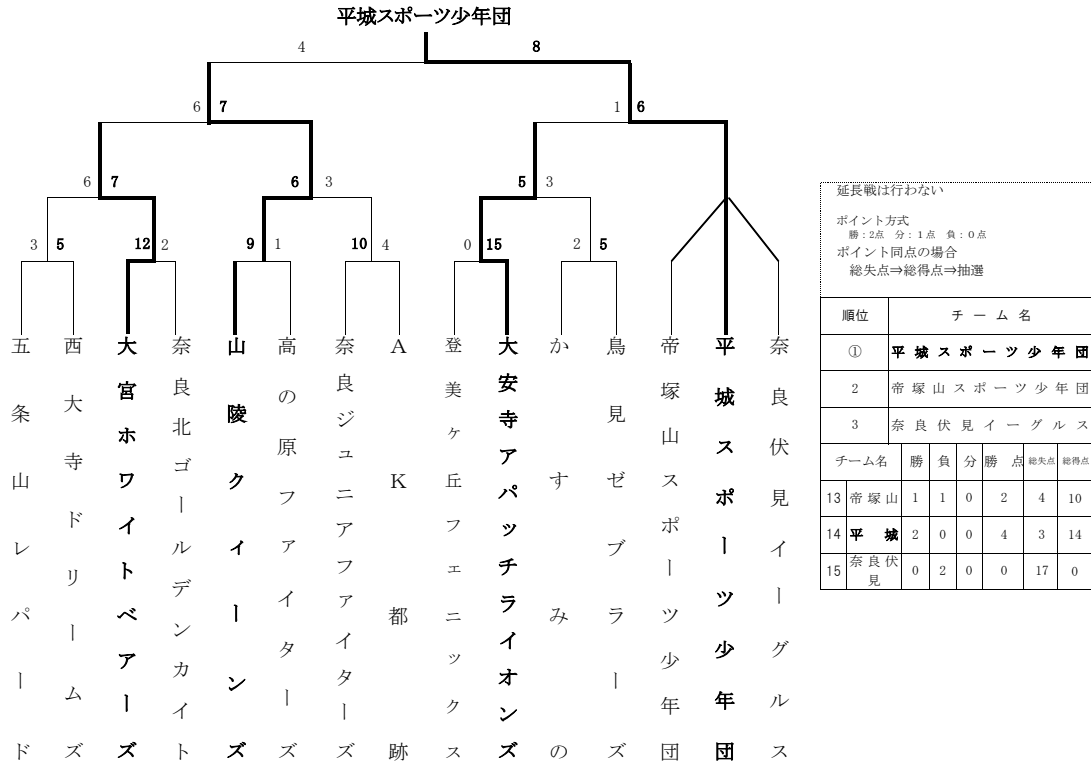 平城スポーツ少年団
4 8
6 7 1 6
6 7 6 3 5 3
3 5 12 2 9 1 10 4 0 15 2 5
五条山レパード
西大寺ドリームズ
大宮ホワイトベアーズ
奈良北ゴールデンカイト
山陵クイーンズ
高の原ファイターズ
奈良ジュニアファイターズ
AK都跡
登美ケ丘フェニックス
大安寺アパッチライオンズ
かすみの
鳥見ゼブラーズ
帝塚山スポーツ少年団
平城スポーツ少年団
奈良伏見イーグルス
延長戦は行わない
ポイント方式
勝:2点 分:1点 負:0点
ポイント同点の場合
総失点⇒総得点⇒抽選
順位 チーム名
① 平城スポーツ少年団
2 帝塚山スポーツ少年団
3 奈良伏見イーグルス
チーム名 勝 負 分 勝点 総失点 総得点
13 帝塚山 1 1 0 2 4 10
14 平城 2 0 0 4 3 14
15 奈良伏見 0 2 0 0 17 0